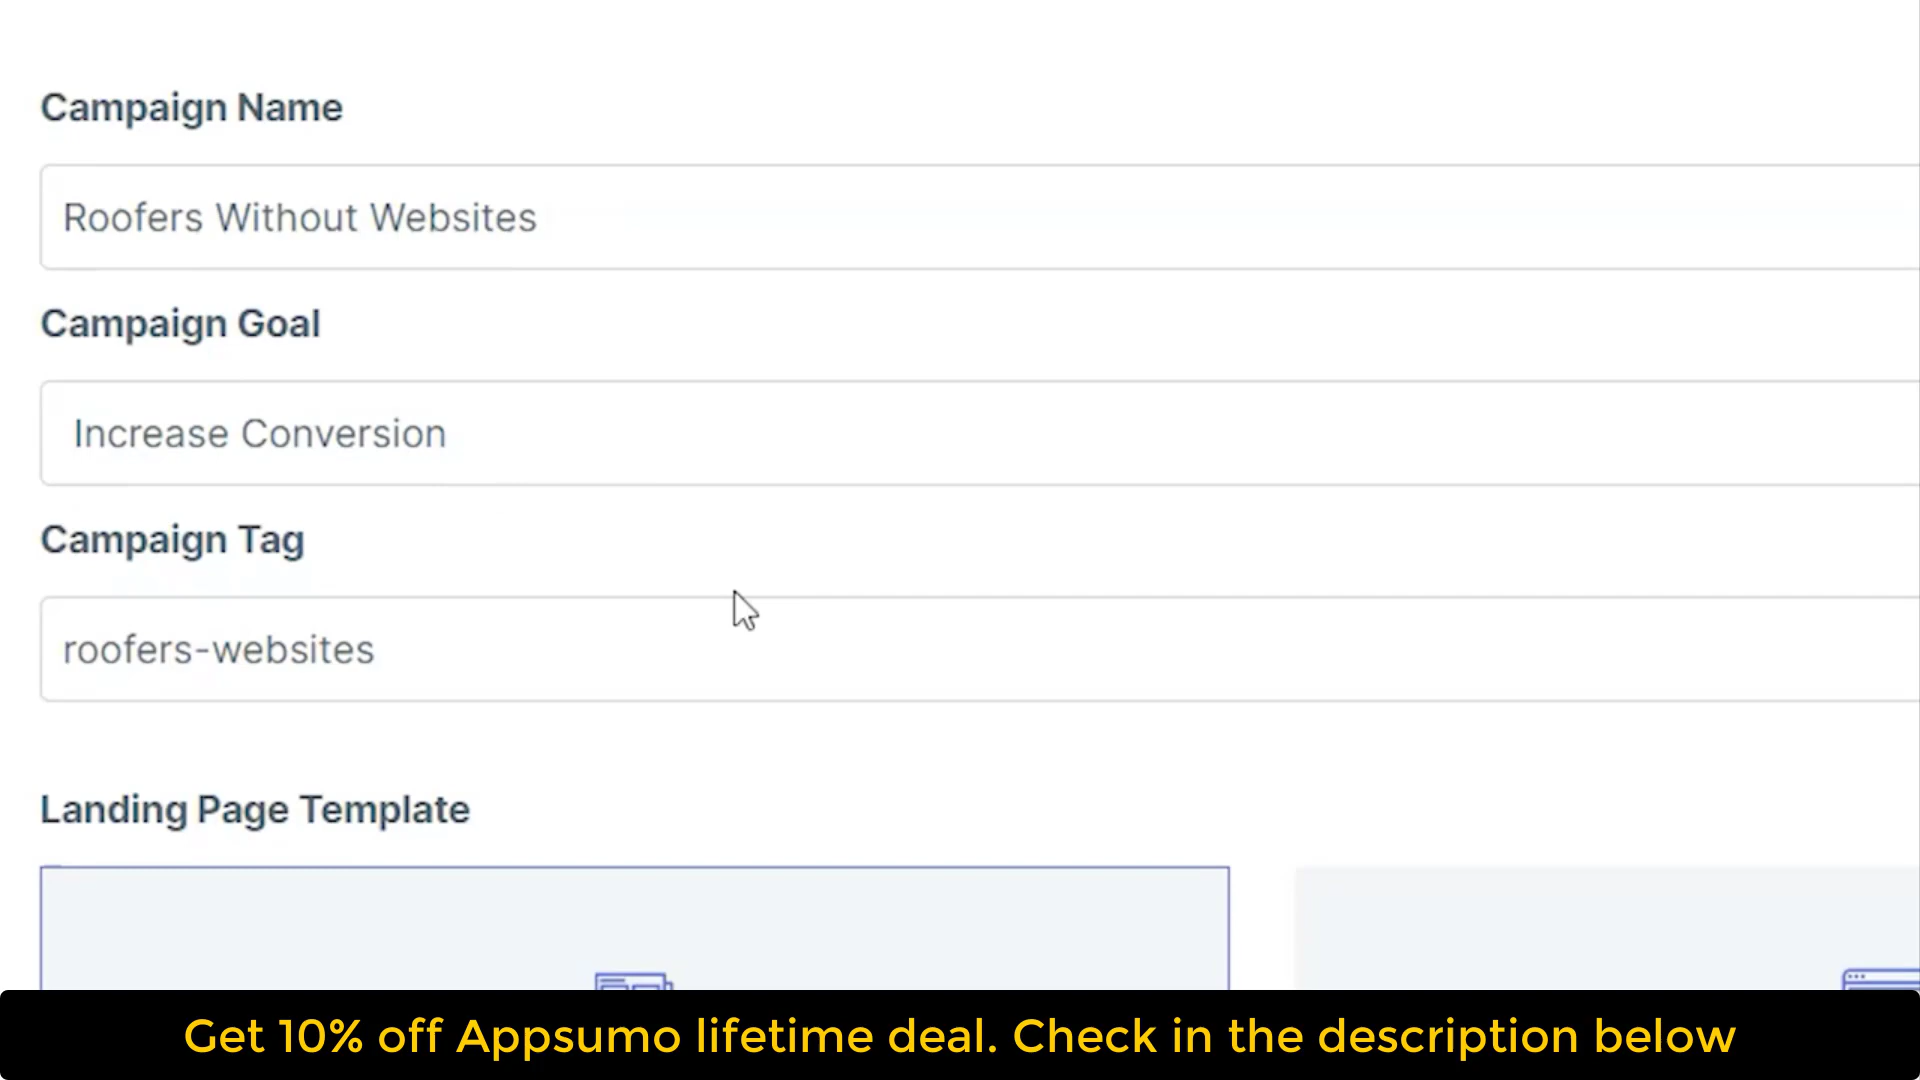 Campaign Name
Roofers Without Websites
Campaign Goal
Increase Conversion
Campaign Tag
roofers-websites
Landing Page Template
Get 10% off Appsumo lifetime deal. Check in the description below